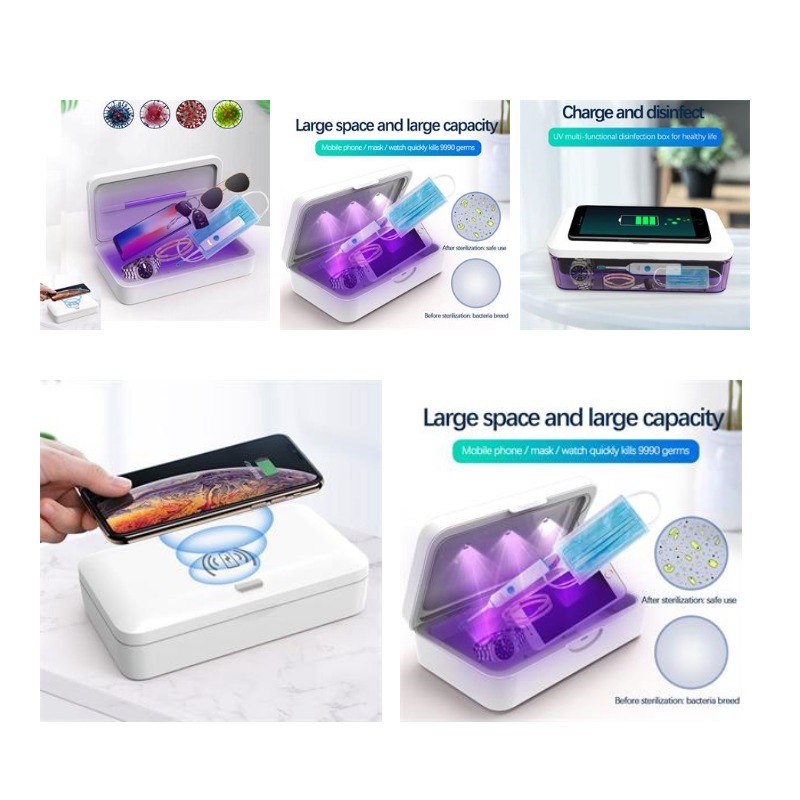 Large space and large capacity
Mobile phone / mask / watch quickly kills 9990 germs
After sterilization: safe use
Before sterilization: bacteria breed
Charge and disinfect
UV multi-functional disinfection box for healthy life
Large space and large capacity
Mobile phone / mask / watch quickly kills 9990 germs
After sterilization: safe use
Before sterilization: bacteria breed